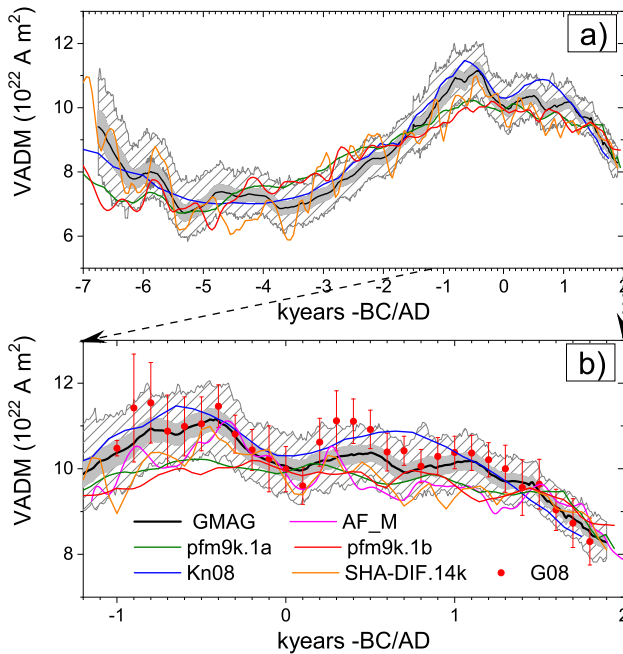 a)
VADM (10²² A m²)
12
10
8
6
-7 -6 -5 -4 -3 -2 -1 0 1 2
kyears -BC/AD
b)
VADM (10²² A m²)
12
11
10
8
GMAG AF_M
pfm9k.1a pfm9k.1b
Kn08 SHA-DIF.14k G08
-1 0 1 2
kyears -BC/AD